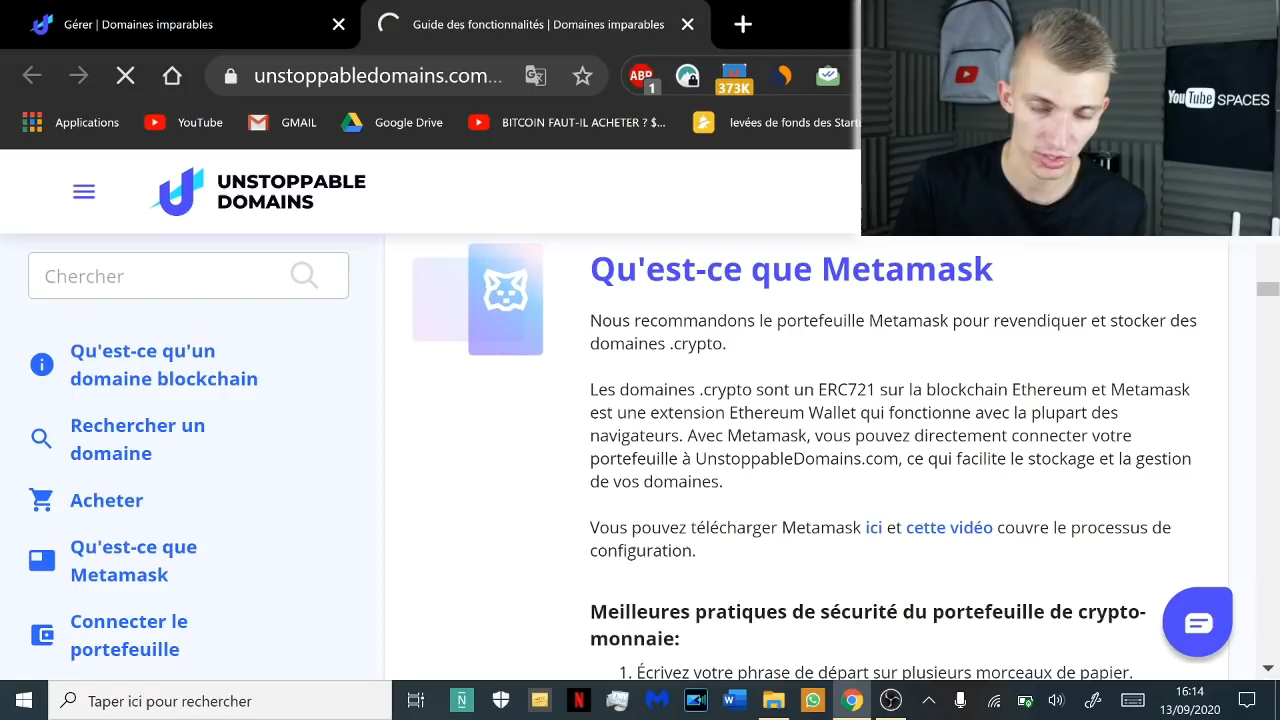 Gérer | Domaines imparables
Guide des fonctionnalités | Domaines imparables
unstoppabledomains.com...
ABP
1
373K
Applications
YouTube
GMAIL
Google Drive
BITCOIN FAUT-IL ACHETER ? $...
levées de fonds des Start
YouTube SPACES
UNSTOPPABLE
DOMAINS
Chercher
Qu'est-ce qu'un
domaine blockchain
Rechercher un
domaine
Acheter
Qu'est-ce que
Metamask
Connecter le
portefeuille
Qu'est-ce que Metamask
Nous recommandons le portefeuille Metamask pour revendiquer et stocker des
domaines .crypto.
Les domaines .crypto sont un ERC721 sur la blockchain Ethereum et Metamask
est une extension Ethereum Wallet qui fonctionne avec la plupart des
navigateurs. Avec Metamask, vous pouvez directement connecter votre
portefeuille à UnstoppableDomains.com, ce qui facilite le stockage et la gestion
de vos domaines.
Vous pouvez télécharger Metamask ici et cette vidéo couvre le processus de
configuration.
Meilleures pratiques de sécurité du portefeuille de crypto-
monnaie:
1. Écrivez votre phrase de départ sur plusieurs morceaux de papier.
Taper ici pour rechercher
16:14
13/09/2020